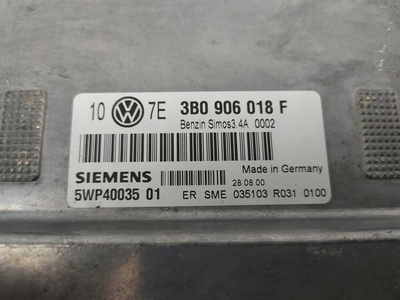 10 VW 7E 3B0 906 018 F
Benzin Simos3.4A 0002
Made in Germany
SIEMENS 28.08.00
5WP40035 01 ER SME 035103 R031 0100